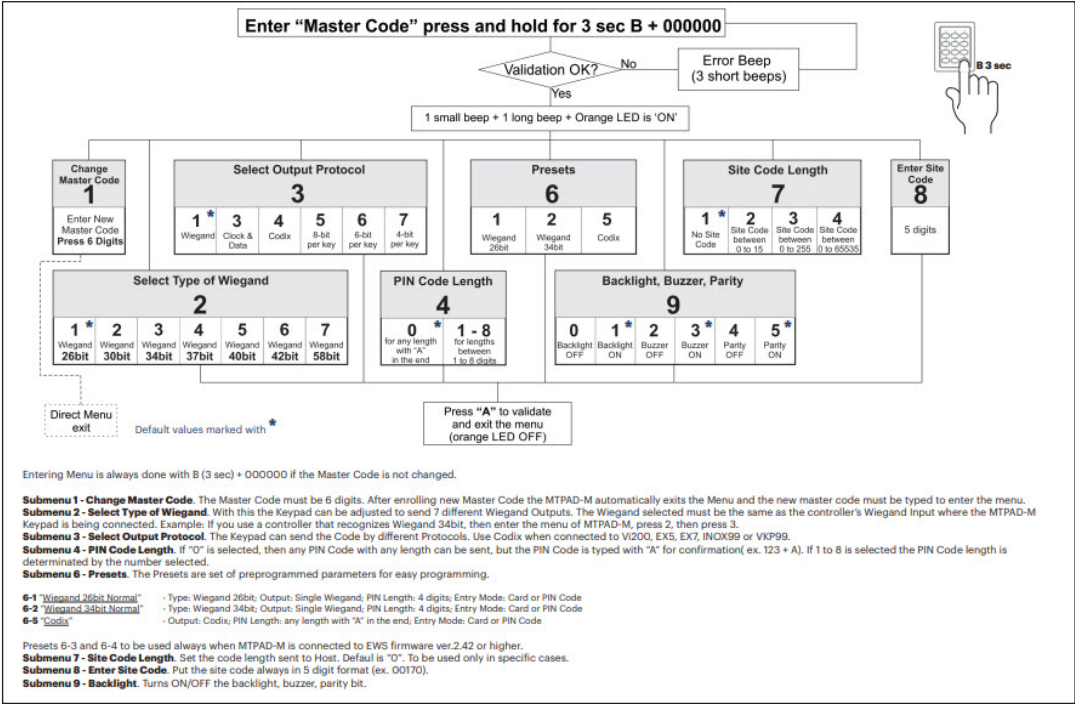 Enter “Master Code” press and hold for 3 sec B + 000000
Validation OK?
No
Error Beep
(3 short beeps)
B 3 sec
Yes
1 small beep + 1 long beep + Orange LED is ‘ON’
Change
Master Code
1
Enter New
Master Code
Press 6 Digits
Select Output Protocol
3
1 *
Wiegand
3
Clock &
Data
4
Codix
5
8-bit
per key
6
6-bit
per key
7
4-bit
per key
Presets
6
1
Wiegand
26bit
2
Wiegand
34bit
5
Codix
Site Code Length
7
1 *
No Site
Code
2
Site Code
between
0 to 15
3
Site Code
between
0 to 255
4
Site Code
between
0 to 65535
Enter Site
Code
8
5 digits
Select Type of Wiegand
2
1 *
Wiegand
26bit
2
Wiegand
30bit
3
Wiegand
34bit
4
Wiegand
37bit
5
Wiegand
40bit
6
Wiegand
42bit
7
Wiegand
58bit
PIN Code Length
4
0 *
for any length
with “A”
in the end
1 - 8
for lengths
between
1 to 8 digits
Backlight, Buzzer, Parity
9
0
Backlight
OFF
1 *
Backlight
ON
2
Buzzer
OFF
3 *
Buzzer
ON
4
Parity
OFF
5 *
Parity
ON
Direct Menu
exit
Default values marked with *
Press “A” to validate
and exit the menu
(orange LED OFF)
Entering Menu is always done with B (3 sec) + 000000 if the Master Code is not changed.
Submenu 1 - Change Master Code. The Master Code must be 6 digits. After enrolling new Master Code the MTPAD-M automatically exits the Menu and the new master code must be typed to enter the menu.
Submenu 2 - Select Type of Wiegand. With this the Keypad can be adjusted to send 7 different Wiegand Outputs. The Wiegand selected must be the same as the controller’s Wiegand Input where the MTPAD-M
Keypad is being connected. Example: If you use a controller that recognizes Wiegand 34bit, then enter the menu of MTPAD-M, press 2, then press 3.
Submenu 3 - Select Output Protocol. The Keypad can send the Code by different Protocols. Use Codix when connected to Vi200, EX5, EX7, INOX99 or VKP99.
Submenu 4 - PIN Code Length. If “0” is selected, then any PIN Code with any length can be sent, but the PIN Code is typed with “A” for confirmation( ex. 123 + A). If 1 to 8 is selected the PIN Code length is
determined by the number selected.
Submenu 6 - Presets. The Presets are set of preprogrammed parameters for easy programming.
6-1 “Wiegand 26bit Normal” - Type: Wiegand 26bit; Output: Single Wiegand; PIN Length: 4 digits; Entry Mode: Card or PIN Code
6-2 “Wiegand 34bit Normal” - Type: Wiegand 34bit; Output: Single Wiegand; PIN Length: 4 digits; Entry Mode: Card or PIN Code
6-5 “Codix” - Output: Codix; PIN Length: any length with “A” in the end; Entry Mode: Card or PIN Code
Presets 6-3 and 6-4 to be used always when MTPAD-M is connected to EWS firmware ver.2.42 or higher.
Submenu 7 - Site Code Length. Set the code length sent to Host. Defaul is “0”. To be used only in specific cases.
Submenu 8 - Enter Site Code. Put the site code always in 5 digit format (ex. 00170).
Submenu 9 - Backlight. Turns ON/OFF the backlight, buzzer, parity bit.